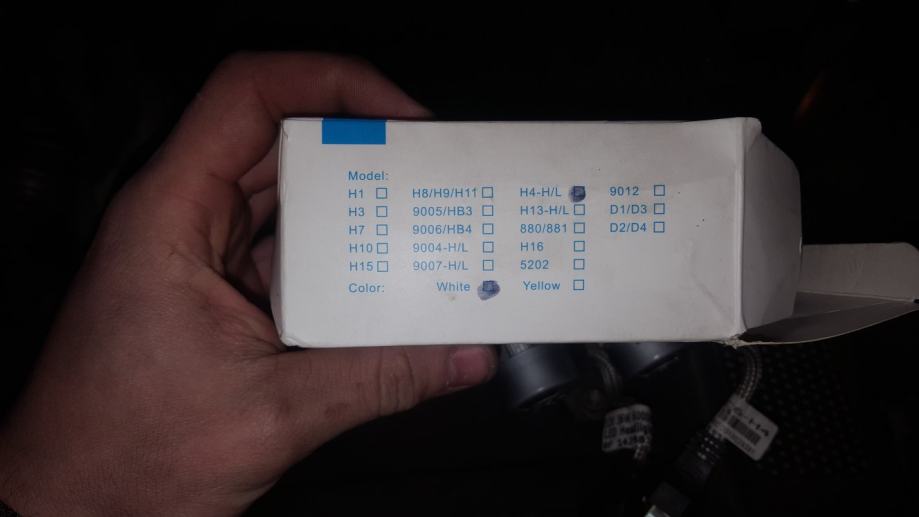 Model:
H1 ☐ H8/H9/H11 ☐ H4-H/L ☑ 9012 ☐
H3 ☐ 9005/HB3 ☐ H13-H/L ☐ D1/D3 ☐
H7 ☐ 9006/HB4 ☐ 880/881 ☐ D2/D4 ☐
H10 ☐ 9004-H/L ☐ H16 ☐
H15 ☐ 9007-H/L ☐ 5202 ☐
Color: White ☑ Yellow ☐